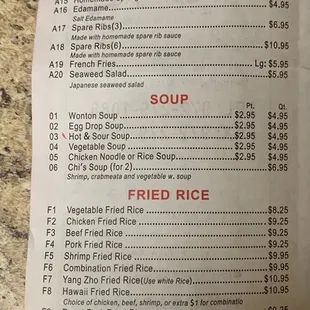 A15
A16 Edamame $4.95
Salt Edamame
A17 Spare Ribs(3) $6.95
Made with homemade spare rib sauce
A18 Spare Ribs(6) $10.95
Made with homemade spare rib sauce
A19 French Fries Lg: $5.95
A20 Seaweed Salad $5.95
Japanese seaweed salad
SOUP
Pt. Qt.
01 Wonton Soup $2.95 $4.95
02 Egg Drop Soup $2.95 $4.95
03 Hot & Sour Soup $2.95 $4.95
04 Vegetable Soup $2.95 $4.95
05 Chicken Noodle or Rice Soup $2.95 $4.95
06 Chi's Soup (for 2) $6.95
Shrimp, crabmeata and vegetable w. soup
FRIED RICE
F1 Vegetable Fried Rice $8.25
F2 Chicken Fried Rice $9.25
F3 Beef Fried Rice $9.25
F4 Pork Fried Rice $9.25
F5 Shrimp Fried Rice $9.95
F6 Combination Fried Rice $9.95
F7 Yang Zho Fried Rice(Use white Rice) $10.95
F8 Hawaii Fried Rice $10.95
Choice of chicken, beef, shrimp, or extra $1 for combinatio